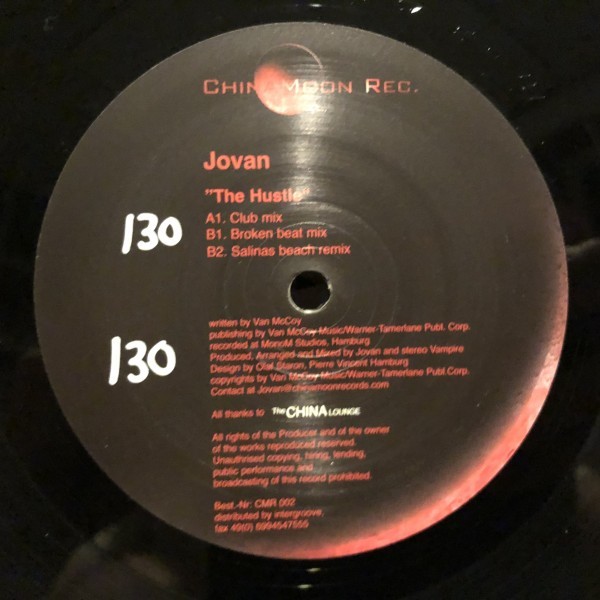 CHINAMOON REC.
Jovan
"The Hustle"
A1. Club mix
B1. Broken beat mix
B2. Salinas beach remix
130
130
written by Van McCoy
publishing by Van McCoy Music/Warner-Tamerlane Publ. Corp.
recorded at MonoM Studios, Hamburg
Produced, Arranged and Mixed by Jovan and stereo Vampire
Design by Olaf Staron, Pierre Vincent Hamburg
copyrights by Van McCoy Music/Warner-Tamerlane Publ.Corp.
Contact at Jovan@chinamoonrecords.com
All thanks to The CHINA LOUNGE
All rights of the Producer and of the owner
of the works reproduced reserved.
Unauthrised copying, hiring, lending,
public performance and
broadcasting of this record prohibited.
Best.-Nr: CMR 002
distributed by intergroove,
fax 49(0) 6994547555